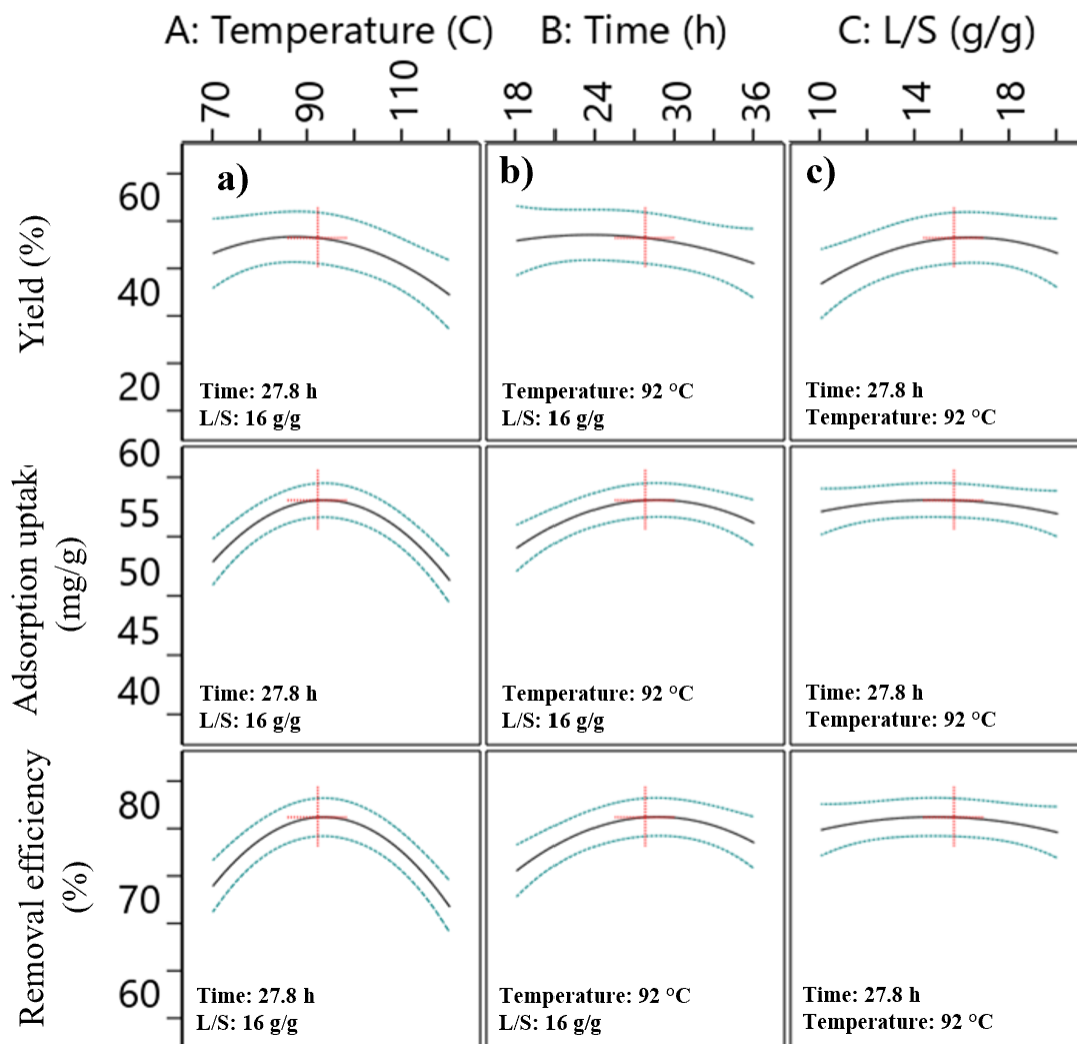 A: Temperature (C)
B: Time (h)
C: L/S (g/g)
70
90
110
18
24
30
36
10
14
18
Yield (%)
60
40
20
a)
Time: 27.8 h
L/S: 16 g/g
b)
Temperature: 92 °C
L/S: 16 g/g
c)
Time: 27.8 h
Temperature: 92 °C
Adsorption uptak
(mg/g)
60
55
50
45
40
Time: 27.8 h
L/S: 16 g/g
Temperature: 92 °C
L/S: 16 g/g
Time: 27.8 h
Temperature: 92 °C
Removal efficiency
(%)
80
70
60
Time: 27.8 h
L/S: 16 g/g
Temperature: 92 °C
L/S: 16 g/g
Time: 27.8 h
Temperature: 92 °C